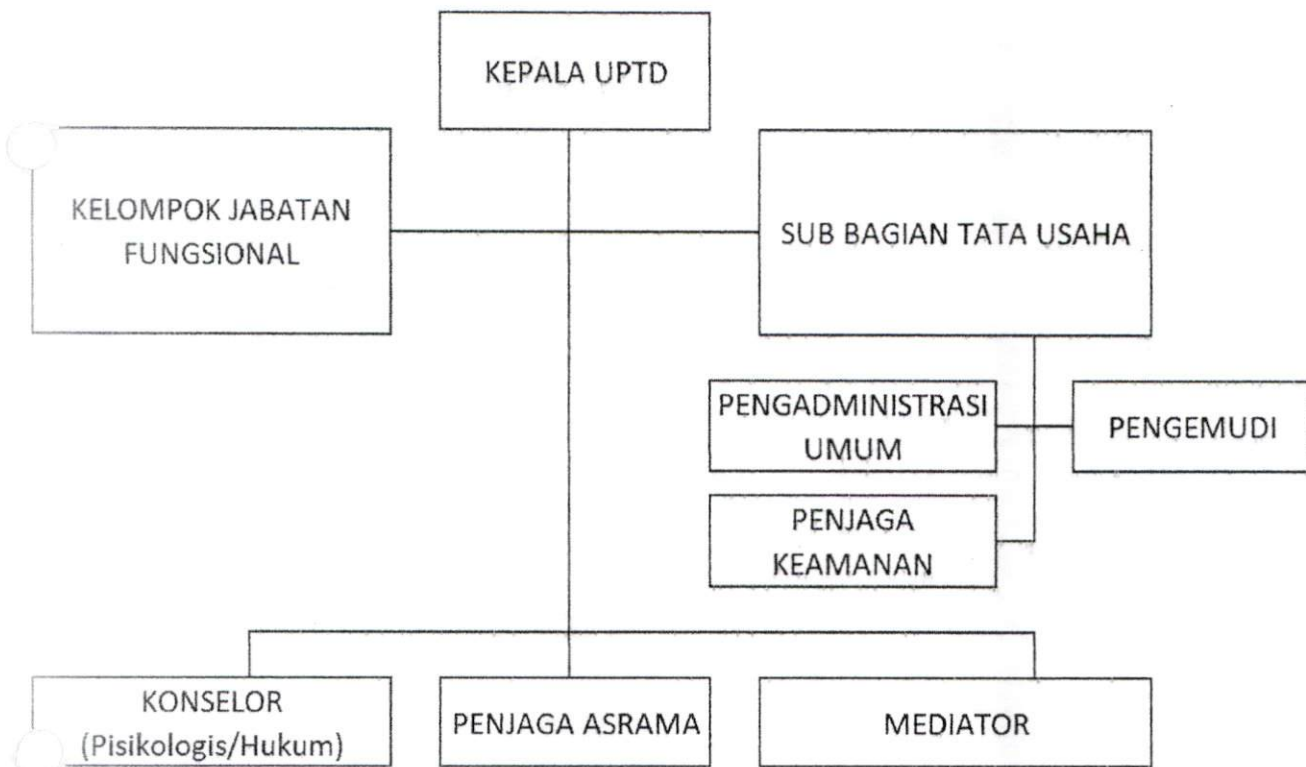 KEPALA UPTD
KELOMPOK JABATAN
FUNGSIONAL
SUB BAGIAN TATA USAHA
PENGADMINISTRASI
UMUM
PENGEMUDI
PENJAGA
KEAMANAN
KONSELOR
(Pisikologis/Hukum)
PENJAGA ASRAMA
MEDIATOR